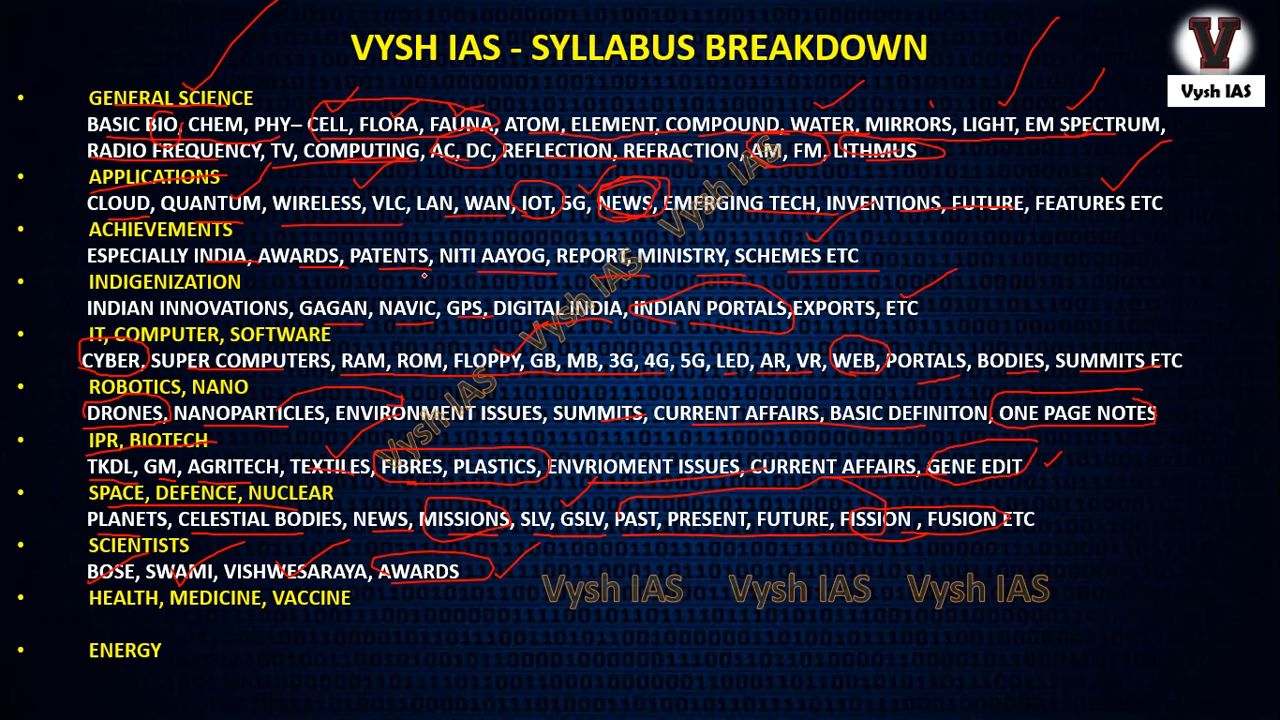 VYSH IAS - SYLLABUS BREAKDOWN
Vysh IAS
• GENERAL SCIENCE
BASIC BIO, CHEM, PHY– CELL, FLORA, FAUNA, ATOM, ELEMENT, COMPOUND, WATER, MIRRORS, LIGHT, EM SPECTRUM,
RADIO FREQUENCY, TV, COMPUTING, AC, DC, REFLECTION, REFRACTION, AM, FM, LITHMUS
• APPLICATIONS
CLOUD, QUANTUM, WIRELESS, VLC, LAN, WAN, IOT, 5G, NEWS, EMERGING TECH, INVENTIONS, FUTURE, FEATURES ETC
• ACHIEVEMENTS
ESPECIALLY INDIA, AWARDS, PATENTS, NITI AAYOG, REPORT, MINISTRY, SCHEMES ETC
• INDIGENIZATION
INDIAN INNOVATIONS, GAGAN, NAVIC, GPS, DIGITAL INDIA, INDIAN PORTALS,EXPORTS, ETC
• IT, COMPUTER, SOFTWARE
CYBER, SUPER COMPUTERS, RAM, ROM, FLOPPY, GB, MB, 3G, 4G, 5G, LED, AR, VR, WEB, PORTALS, BODIES, SUMMITS ETC
• ROBOTICS, NANO
DRONES, NANOPARTICLES, ENVIRONMENT ISSUES, SUMMITS, CURRENT AFFAIRS, BASIC DEFINITON, ONE PAGE NOTES
• IPR, BIOTECH
TKDL, GM, AGRITECH, TEXTILES, FIBRES, PLASTICS, ENVRIOMENT ISSUES, CURRENT AFFAIRS. GENE EDIT
• SPACE, DEFENCE, NUCLEAR
PLANETS, CELESTIAL BODIES, NEWS, MISSIONS, SLV, GSLV, PAST, PRESENT, FUTURE, FISSION , FUSION ETC
• SCIENTISTS
BOSE, SWAMI, VISHWESARAYA, AWARDS
• HEALTH, MEDICINE, VACCINE
• ENERGY
Vysh IAS Vysh IAS Vysh IAS
Vysh IAS Vysh IAS Vysh IAS